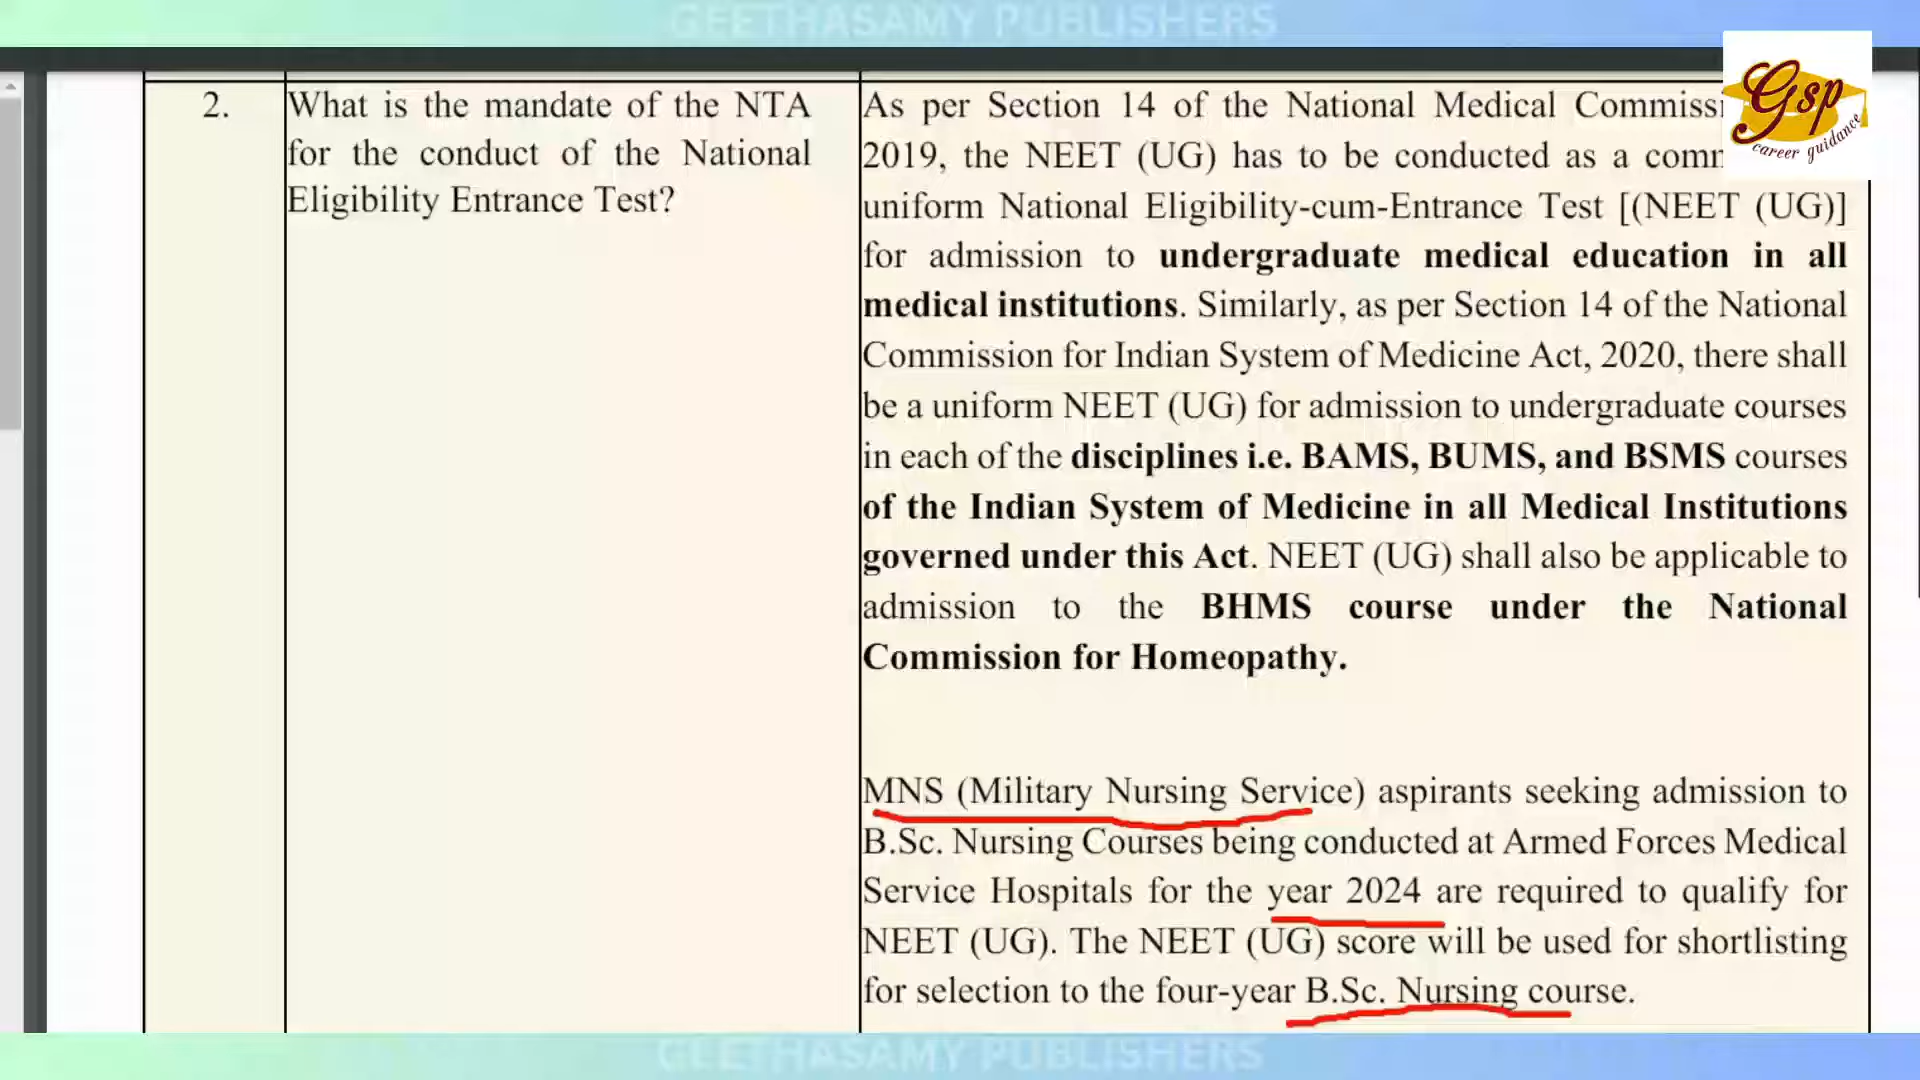 GEETHASAMY PUBLISHERS
Gsp
career guidance
2.
What is the mandate of the NTA
for the conduct of the National
Eligibility Entrance Test?
As per Section 14 of the National Medical
2019, the NEET (UG) has to be conducted as a
uniform National Eligibility-cum-Entrance Test [(NEET (UG)]
for admission to undergraduate medical education in all
medical institutions. Similarly, as per Section 14 of the National
Commission for Indian System of Medicine Act, 2020, there shall
be a uniform NEET (UG) for admission to undergraduate courses
in each of the disciplines i.e. BAMS, BUMS, and BSMS courses
of the Indian System of Medicine in all Medical Institutions
governed under this Act. NEET (UG) shall also be applicable to
admission to the BHMS course under the National
Commission for Homeopathy.
MNS (Military Nursing Service) aspirants seeking admission to
B.Sc. Nursing Courses being conducted at Armed Forces Medical
Service Hospitals for the year 2024 are required to qualify for
NEET (UG). The NEET (UG) score will be used for shortlisting
for selection to the four-year B.Sc. Nursing course.
GEETHASAMY PUBLISHERS